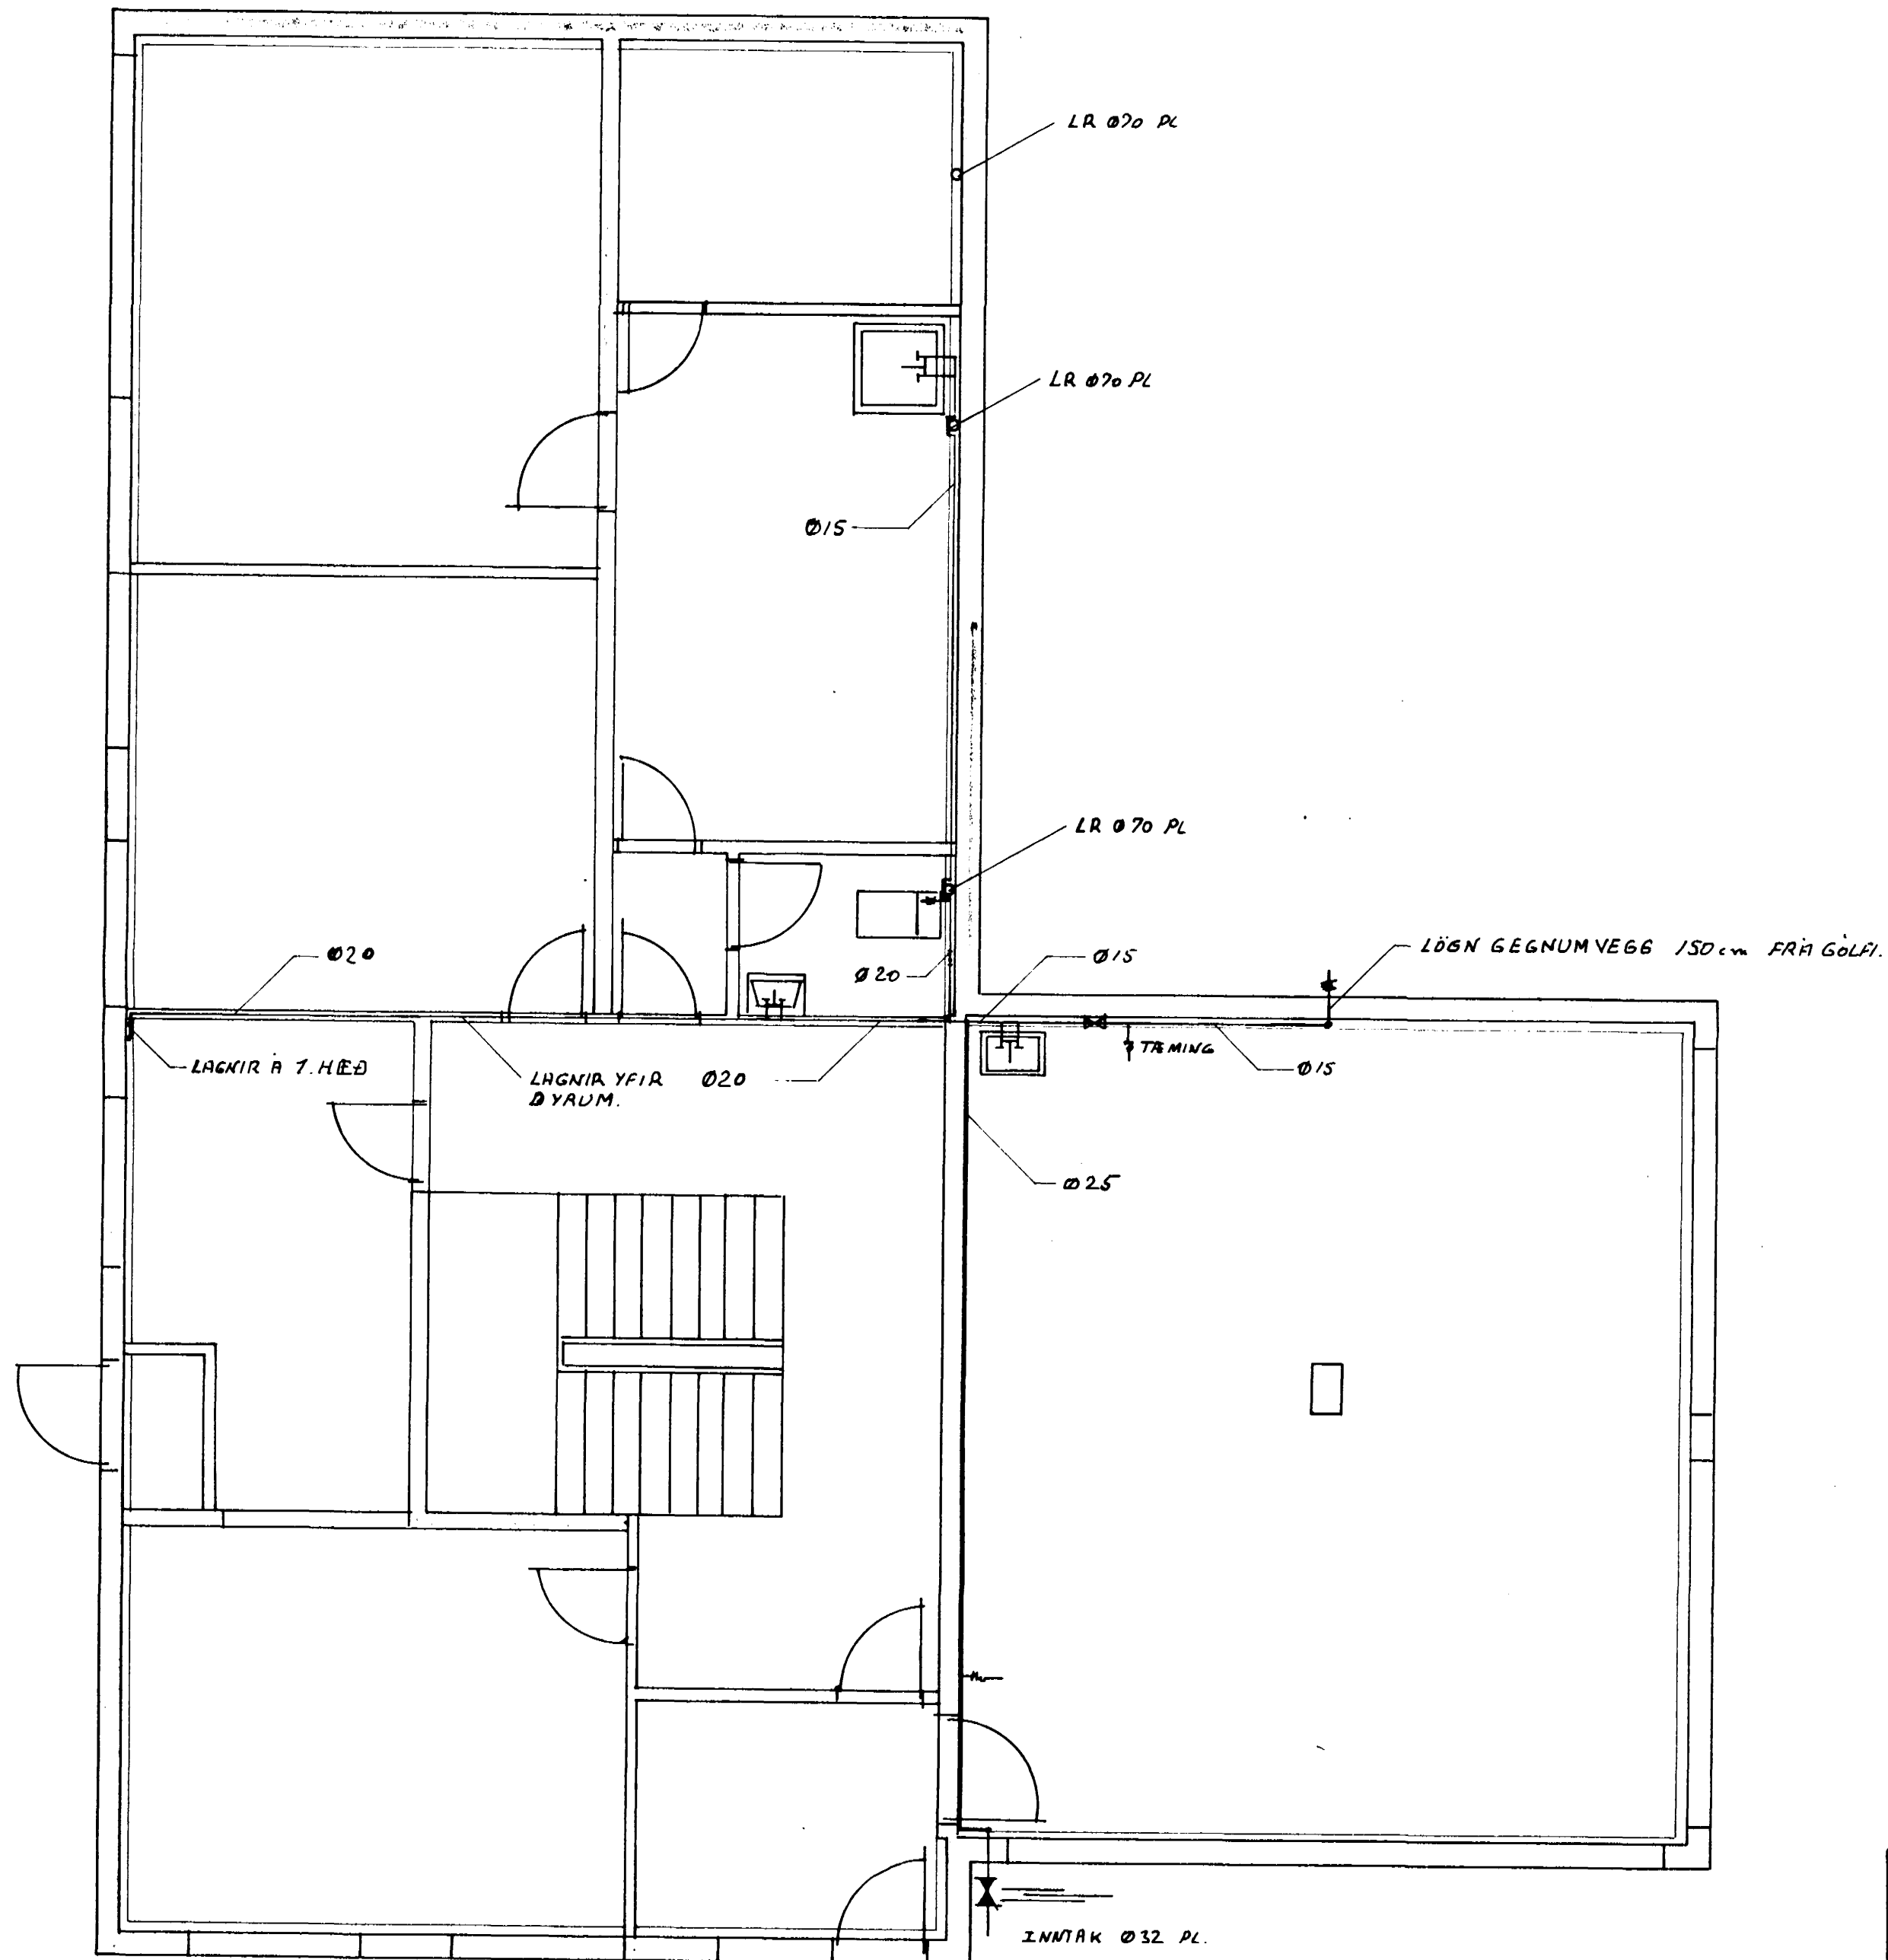 LR Ø70 PL
LR Ø70 PL
Ø15
LR Ø70 PL
Ø20
Ø20
Ø15
LÖGN GEGNUM VEGG 150 cm FRÁ GÓLFI.
LAGNIR Á 1. HÆÐ
LAGNIR YFIR Ø20
DYRUM.
TÆMING
Ø15
Ø25
INNTAK Ø32 PL.